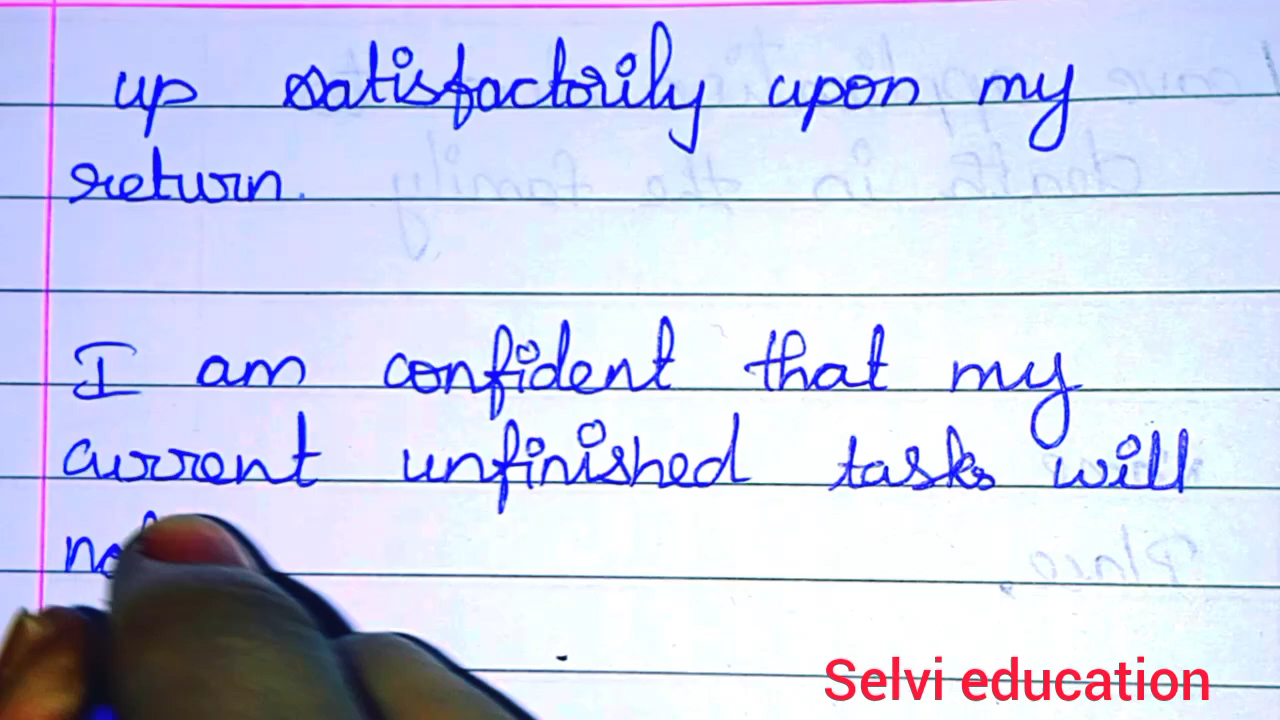 up satisfactorily upon my
return.
I am confident that my
current unfinished tasks will
Selvi education